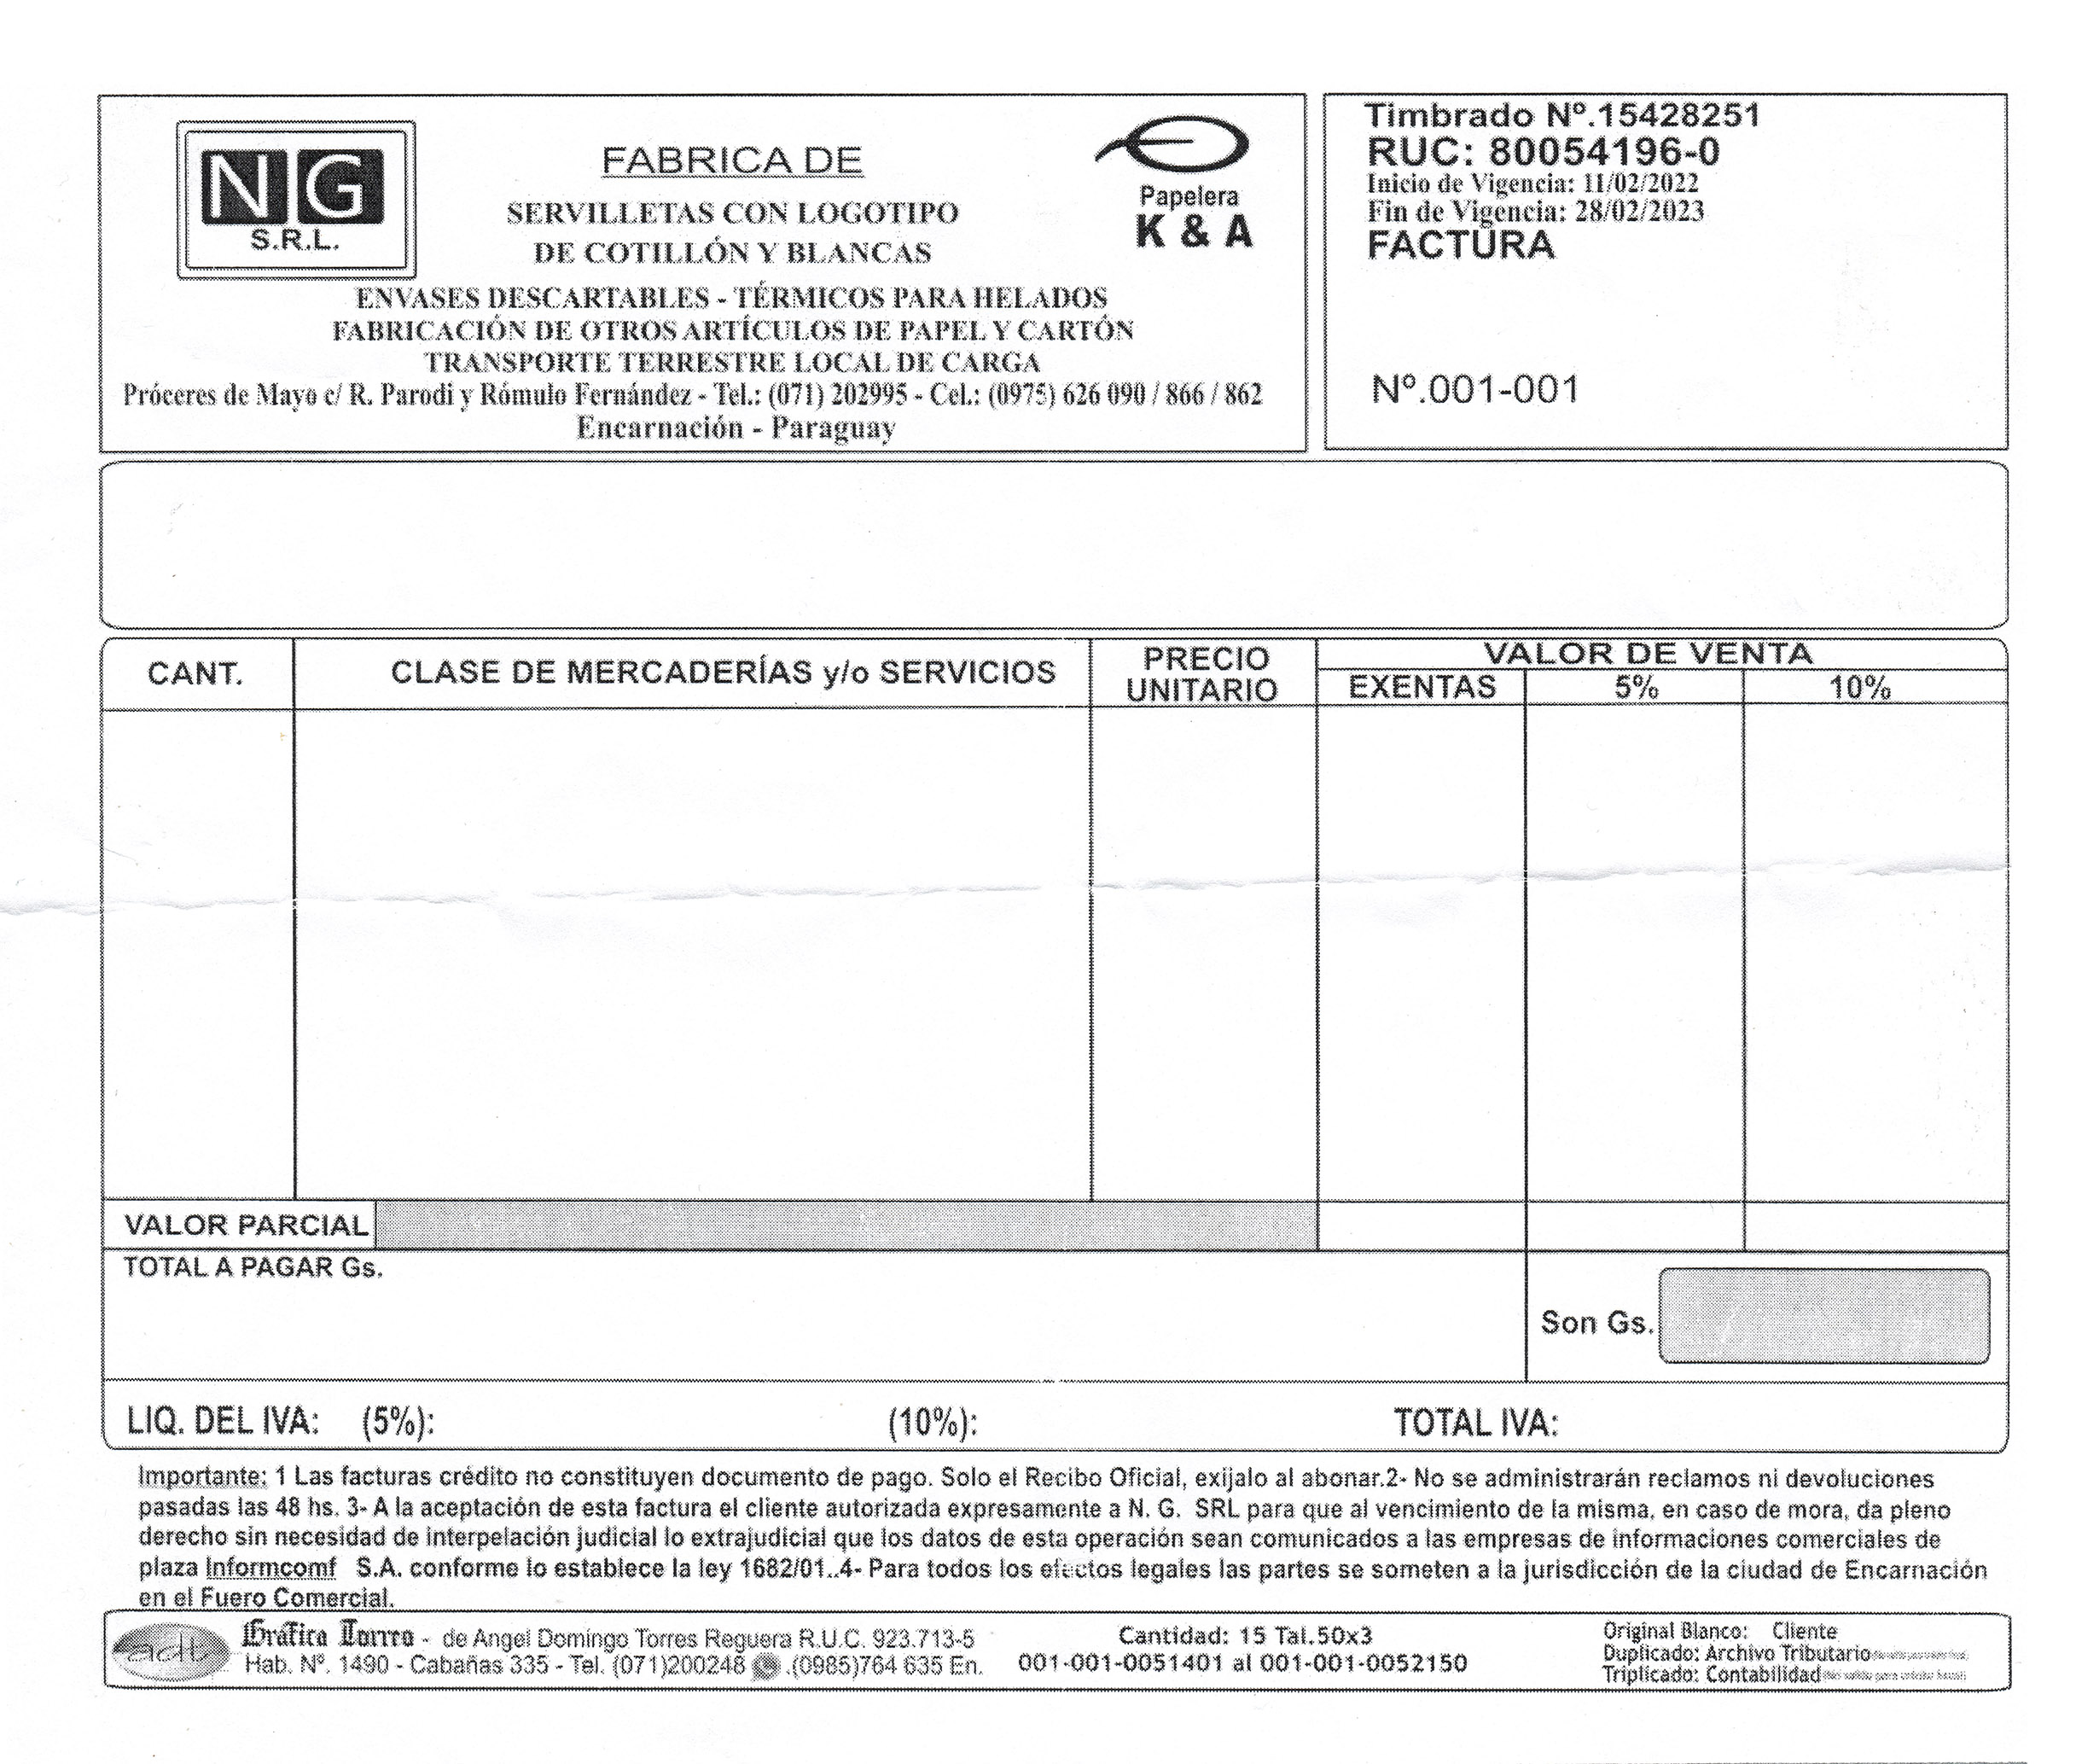 NG
S.R.L.
FABRICA DE
SERVILLETAS CON LOGOTIPO
DE COTILLÓN Y BLANCAS
ENVASES DESCARTABLES - TÉRMICOS PARA HELADOS
FABRICACIÓN DE OTROS ARTÍCULOS DE PAPEL Y CARTÓN
TRANSPORTE TERRESTRE LOCAL DE CARGA
Próceres de Mayo c/ R. Parodi y Rómulo Fernández - Tel.: (071) 202995 - Cel.: (0975) 626 090 / 866 / 862
Encarnación - Paraguay
Papelera
K & A
Timbrado Nº.15428251
RUC: 80054196-0
Inicio de Vigencia: 11/02/2022
Fin de Vigencia: 28/02/2023
FACTURA
Nº.001-001
CANT.
CLASE DE MERCADERÍAS y/o SERVICIOS
PRECIO
UNITARIO
VALOR DE VENTA
EXENTAS 5% 10%
VALOR PARCIAL
TOTAL A PAGAR Gs.
Son Gs.
LIQ. DEL IVA: (5%): (10%): TOTAL IVA:
Importante: 1 Las facturas crédito no constituyen documento de pago. Solo el Recibo Oficial, exijalo al abonar.2- No se administrarán reclamos ni devoluciones
pasadas las 48 hs. 3- A la aceptación de esta factura el cliente autorizada expresamente a N. G. SRL para que al vencimiento de la misma, en caso de mora, da pleno
derecho sin necesidad de interpelación judicial lo extrajudicial que los datos de esta operación sean comunicados a las empresas de informaciones comerciales de
plaza Informcomf S.A. conforme lo establece la ley 1682/01..4- Para todos los efectos legales las partes se someten a la jurisdicción de la ciudad de Encarnación
en el Fuero Comercial.
adt
Gráfica Torre - de Angel Domingo Torres Reguera R.U.C. 923.713-5
Hab. Nº. 1490 - Cabañas 335 - Tel. (071)200248 .(0985)764 635 En.
Cantidad: 15 Tal.50x3
001-001-0051401 al 001-001-0052150
Original Blanco: Cliente
Duplicado: Archivo Tributario
Triplicado: Contabilidad